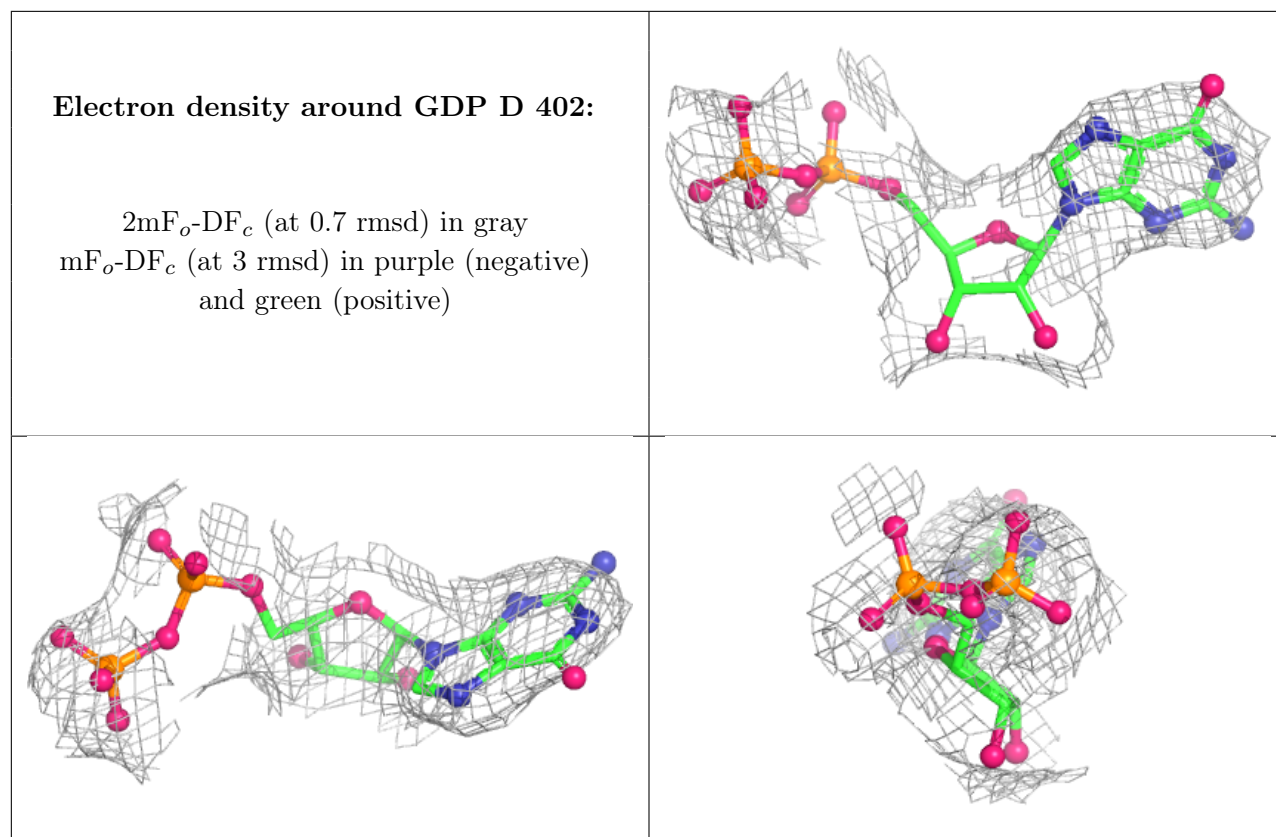 Electron density around GDP D 402:
2mFo-DFc (at 0.7 rmsd) in gray
mFo-DFc (at 3 rmsd) in purple (negative)
and green (positive)